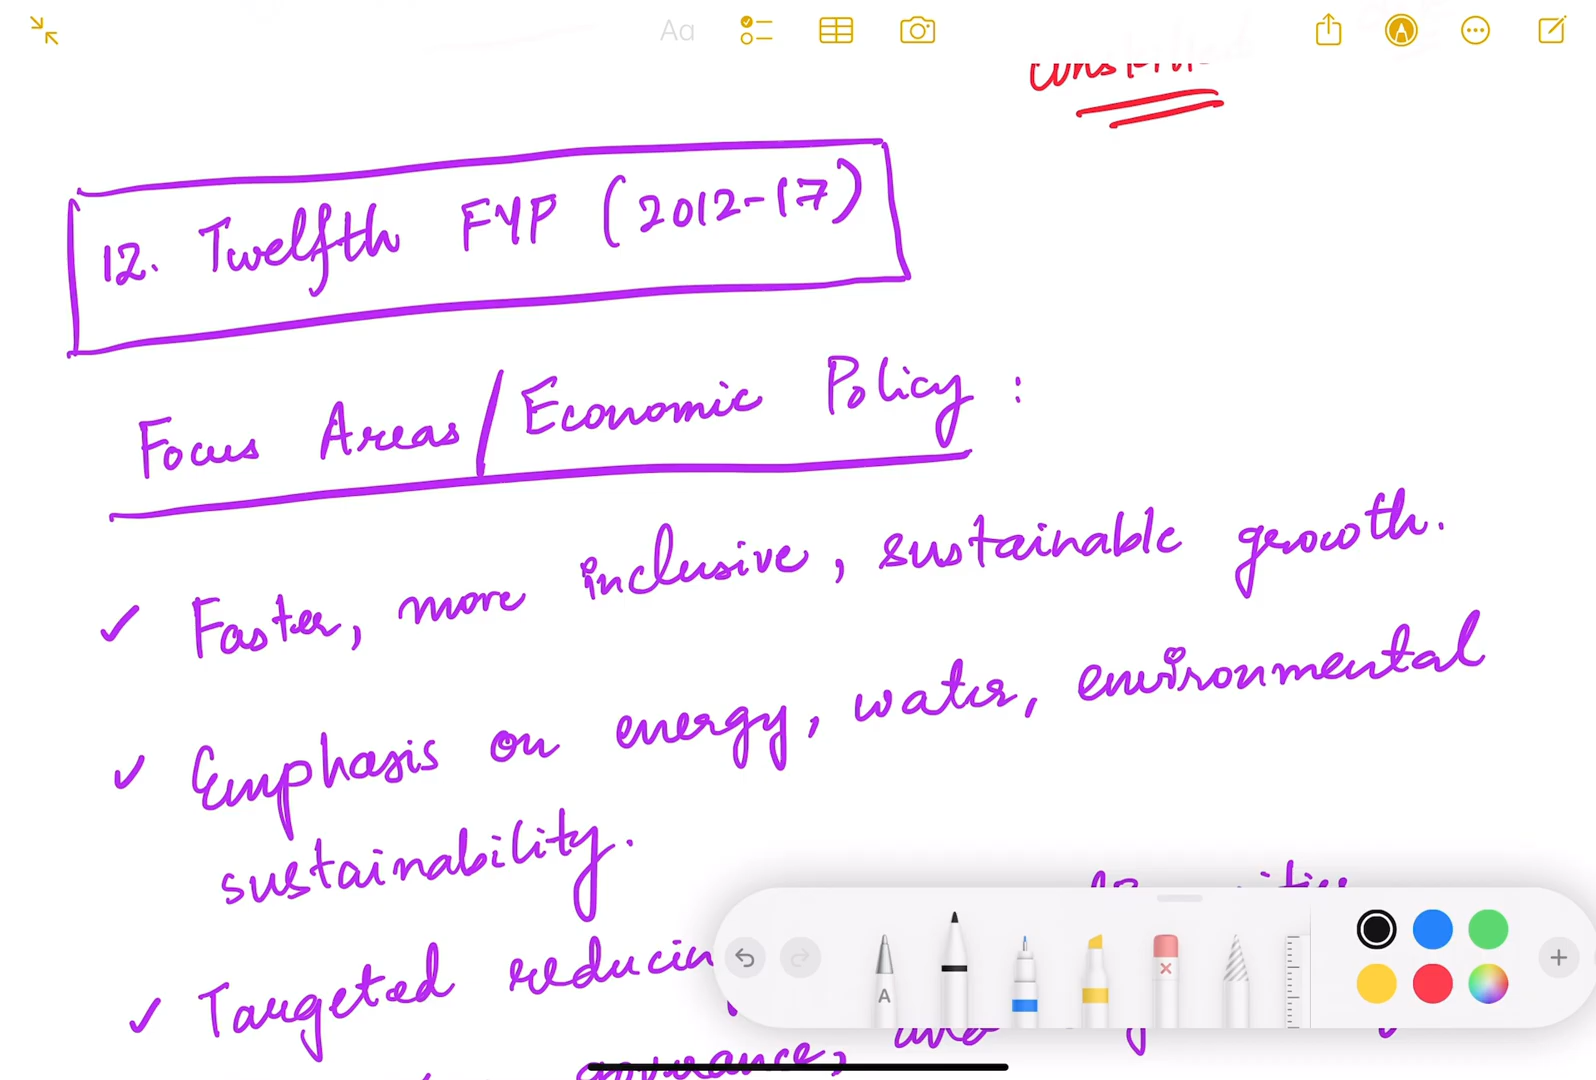 Aa
12. Twelfth FYP (2012-17)
Focus Areas/Economic Policy :
✓ Faster, more inclusive, sustainable growth.
✓ Emphasis on energy, water, environmental
sustainability.
✓ Targeted
A